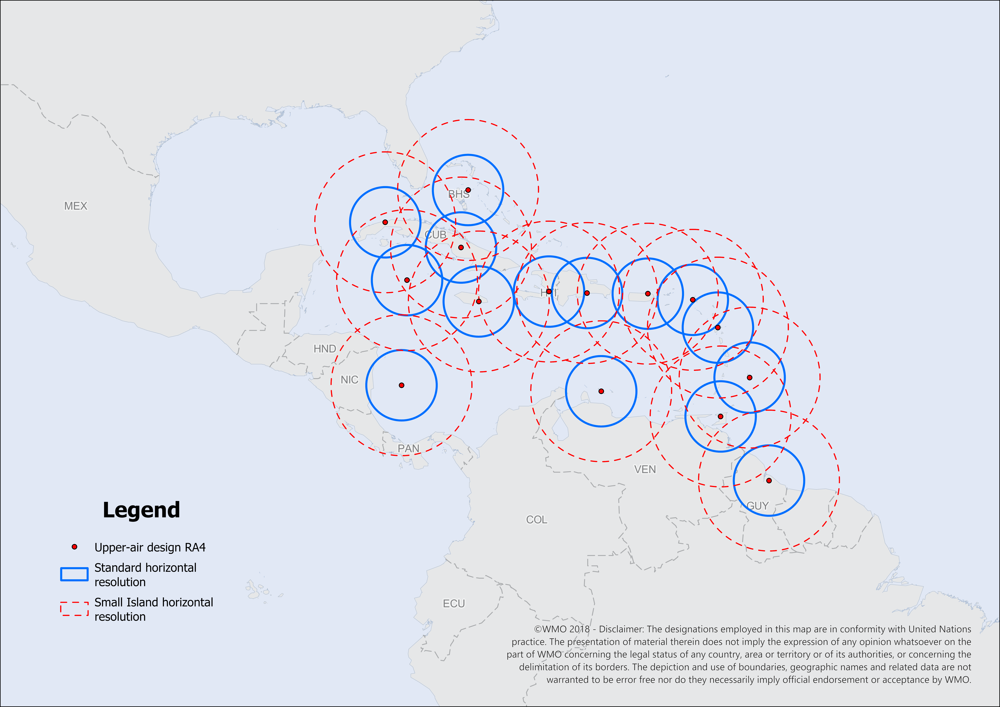 BHS
MEX
CUB
HTI
HND
NIC
PAN
VEN
GUY
COL
ECU
Legend
Upper-air design RA4
Standard horizontal
resolution
Small Island horizontal
resolution
©WMO 2018 - Disclaimer: The designations employed in this map are in conformity with United Nations
practice. The presentation of material therein does not imply the expression of any opinion whatsoever on the
part of WMO concerning the legal status of any country, area or territory or of its authorities, or concerning the
delimitation of its borders. The depiction and use of boundaries, geographic names and related data are not
warranted to be error free nor do they necessarily imply official endorsement or acceptance by WMO.